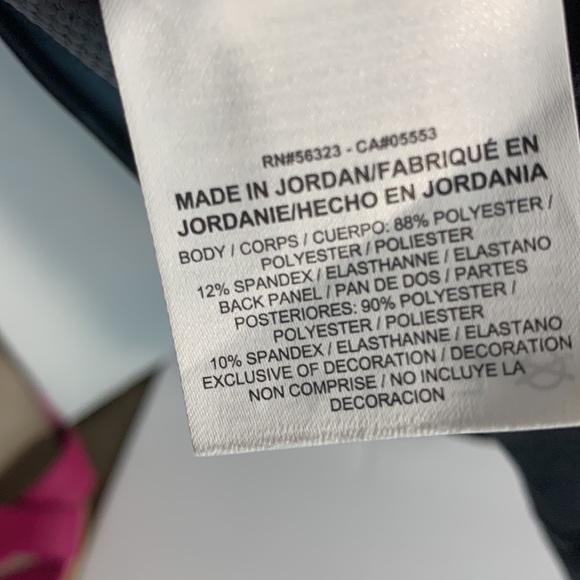 RN#56323 - CA#05553
MADE IN JORDAN/FABRIQUÉ EN
JORDANIE/HECHO EN JORDANIA
BODY / CORPS / CUERPO: 88% POLYESTER /
POLYESTER / POLIESTER
12% SPANDEX / ELASTHANNE / ELASTANO
BACK PANEL / PAN DE DOS / PARTES
POSTERIORES: 90% POLYESTER /
POLYESTER / POLIESTER
10% SPANDEX / ELASTHANNE / ELASTANO
EXCLUSIVE OF DECORATION / DECORATION
NON COMPRISE / NO INCLUYE LA
DECORACION